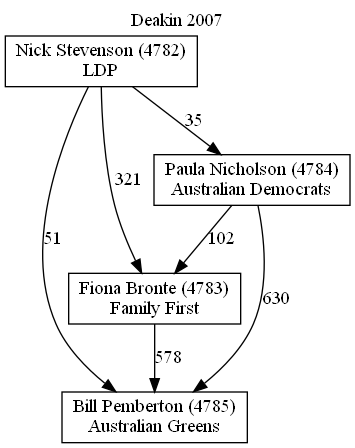 Deakin 2007
Nick Stevenson (4782)
LDP
35
Paula Nicholson (4784)
Australian Democrats
321
51
102
Fiona Bronte (4783)
Family First
630
578
Bill Pemberton (4785)
Australian Greens